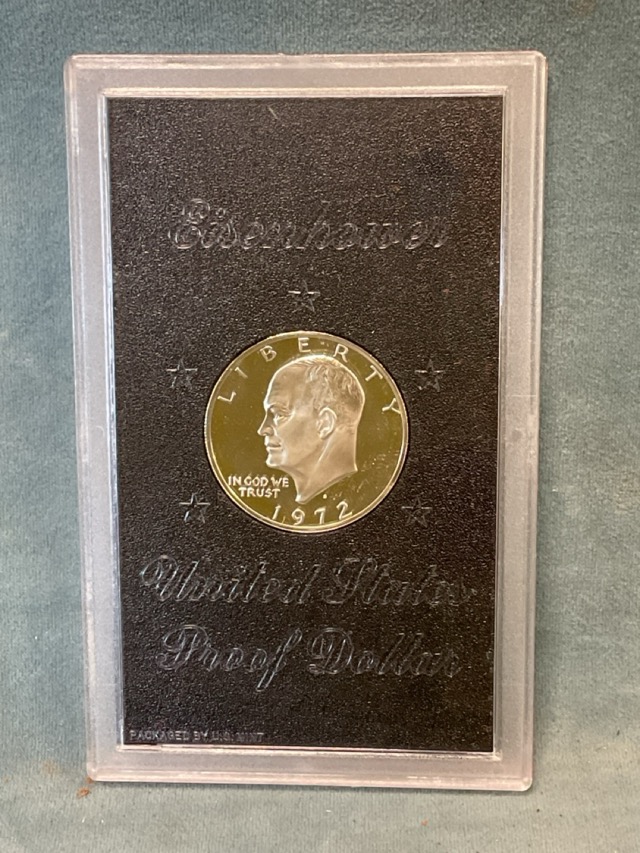 Eisenhower
LIBERTY
IN GOD WE
TRUST
1972
United States
Proof Dollar
PACKAGED BY U.S. MINT